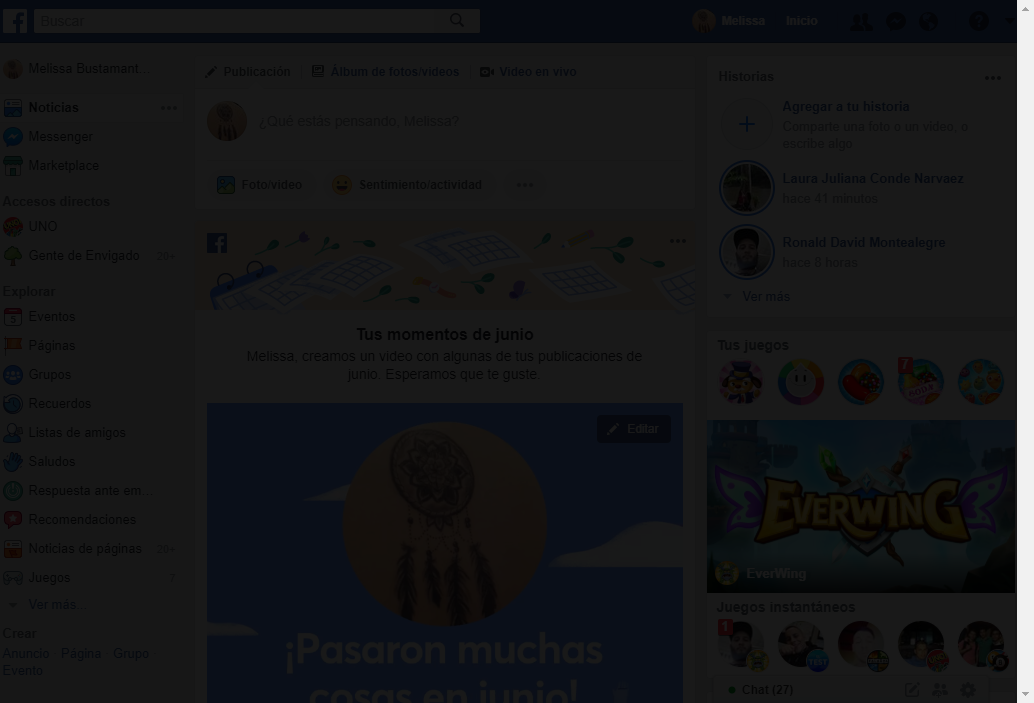 Buscar
Melissa
Inicio
Melissa Bustamant...
Noticias
Messenger
Marketplace
Accesos directos
UNO
Gente de Envigado 20+
Explorar
Eventos
Páginas
Grupos
Recuerdos
Listas de amigos
Saludos
Respuesta ante em...
Recomendaciones
Noticias de páginas 20+
Juegos 7
Ver más...
Crear
Anuncio Página Grupo
Evento
Publicación
Álbum de fotos/videos
Video en vivo
¿Qué estás pensando, Melissa?
Foto/video
Sentimiento/actividad
Tus momentos de junio
Melissa, creamos un video con algunas de tus publicaciones de
junio. Esperamos que te guste.
Editar
¡Pasaron muchas
cosas en junio!
Historias
Agregar a tu historia
Comparte una foto o un video, o
escribe algo
Laura Juliana Conde Narvaez
hace 41 minutos
Ronald David Montealegre
hace 8 horas
Ver más
Tus juegos
7
EVERWING
EverWing
Juegos instantáneos
1
Chat (27)